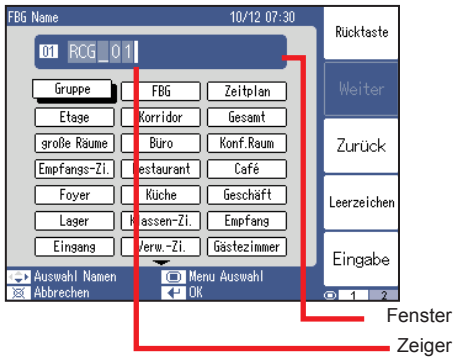 FBG Name 10/12 07:30
01 RCG_01
Gruppe FBG Zeitplan
Etage Korridor Gesamt
große Räume Büro Konf.Raum
Empfangs-Zi. Restaurant Café
Foyer Küche Geschäft
Lager Klassen-Zi. Empfang
Eingang Verw.-Zi. Gästezimmer
Auswahl Namen Menu Auswahl
Abbrechen OK
Rücktaste
Weiter
Zurück
Leerzeichen
Eingabe
1 2
Fenster
Zeiger